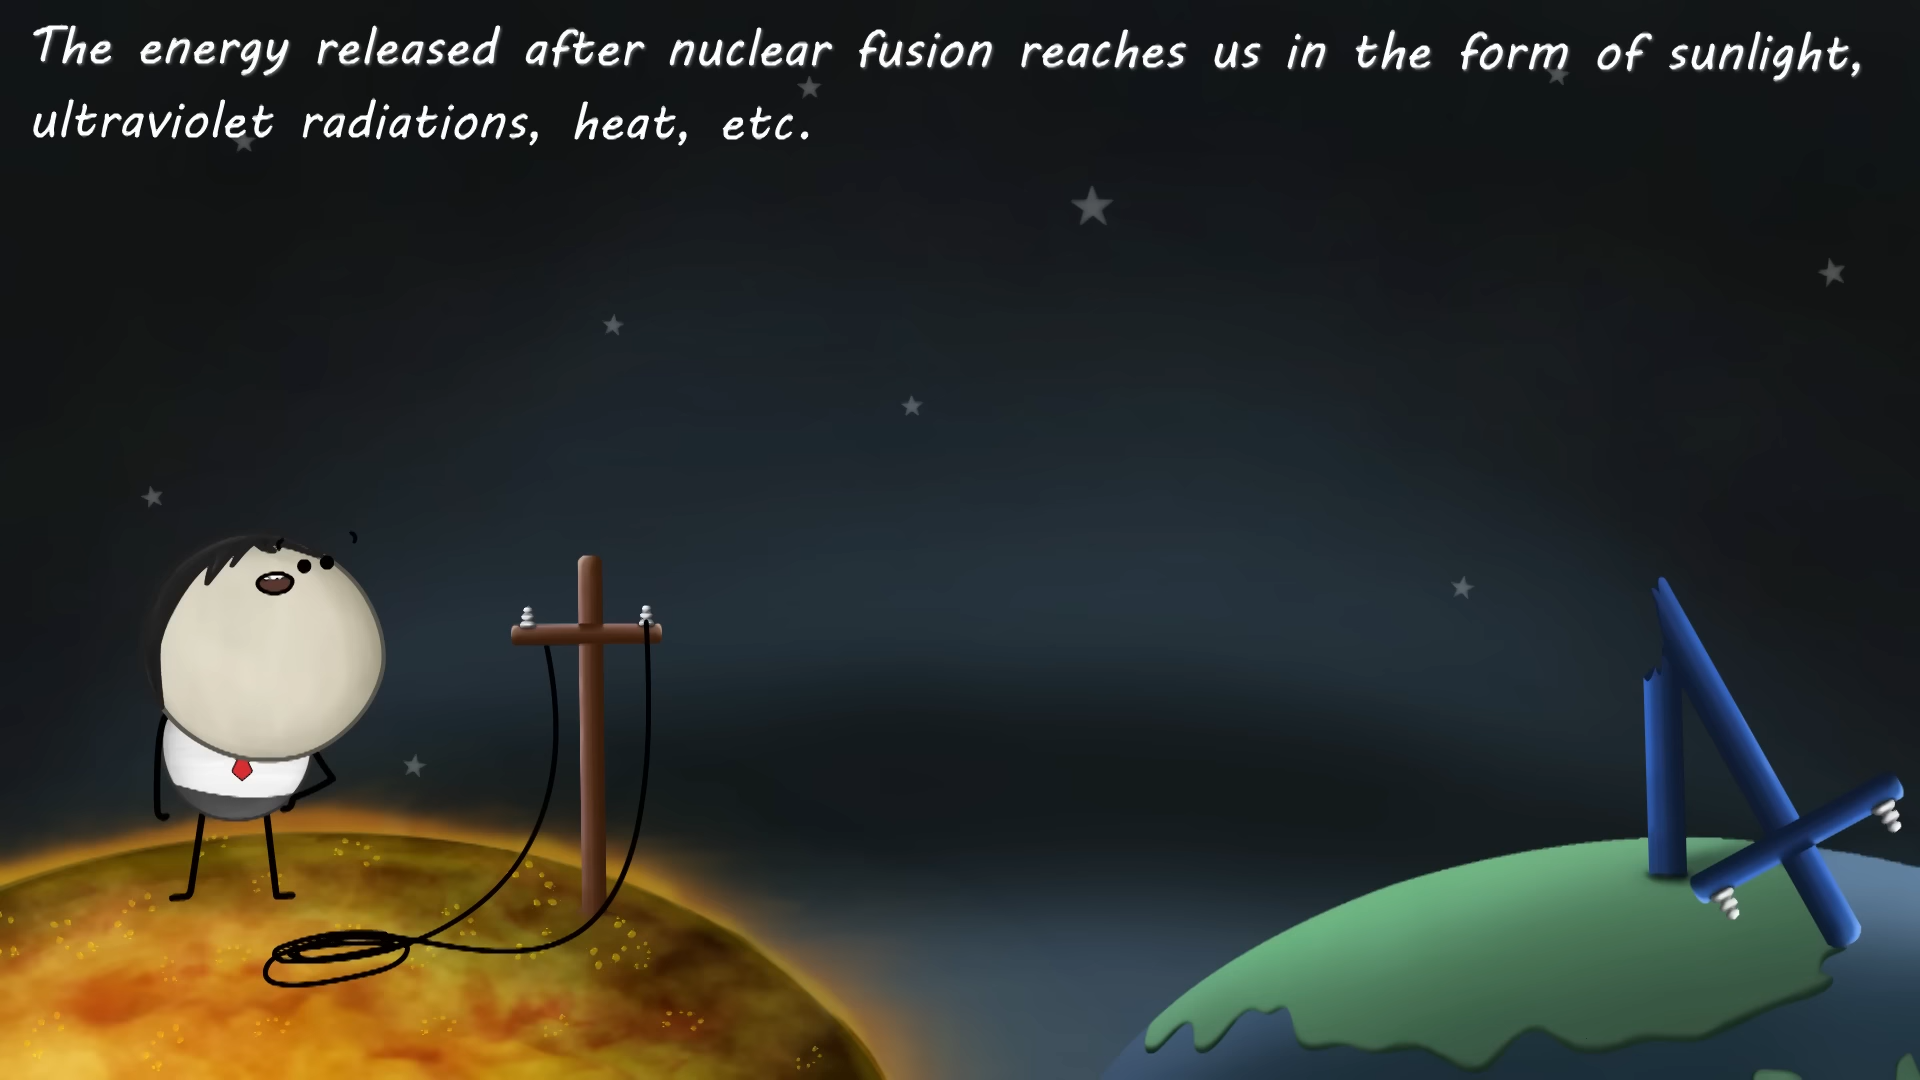 The energy released after nuclear fusion reaches us in the form of sunlight,
ultraviolet radiations, heat, etc.